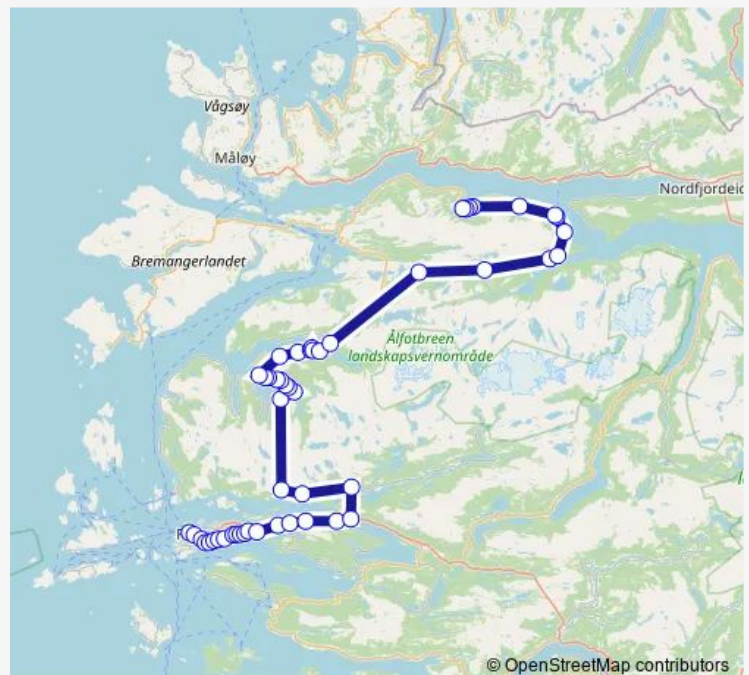 Vågsøy
Måløy
Nordfjordeid
Bremangerlandet
Ålfotbreen
landskapsvernområde
© OpenStreetMap contributors